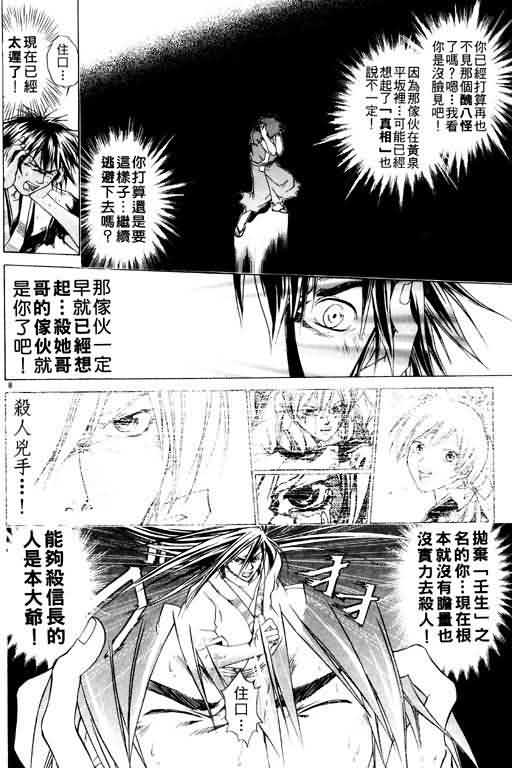 你已經打算再也
不見那個醜八怪
了嗎？嗯…我看
你是沒臉見吧！
因為那傢伙在黃泉
平坂裡…可能已經
想起了「真相」也
說不一定！
你打算還是要
這樣子…繼續
逃避下去嗎？
住口…
現在已經
太遲了！
那傢伙一定
早就已經想
起…殺她哥
哥的傢伙就
是你了吧！
殺人兇手…！
拋棄「壬生」之
名的你…現在根
本就沒有膽量也
沒實力去殺人！
住口…
能夠殺信長的
人是本大爺！